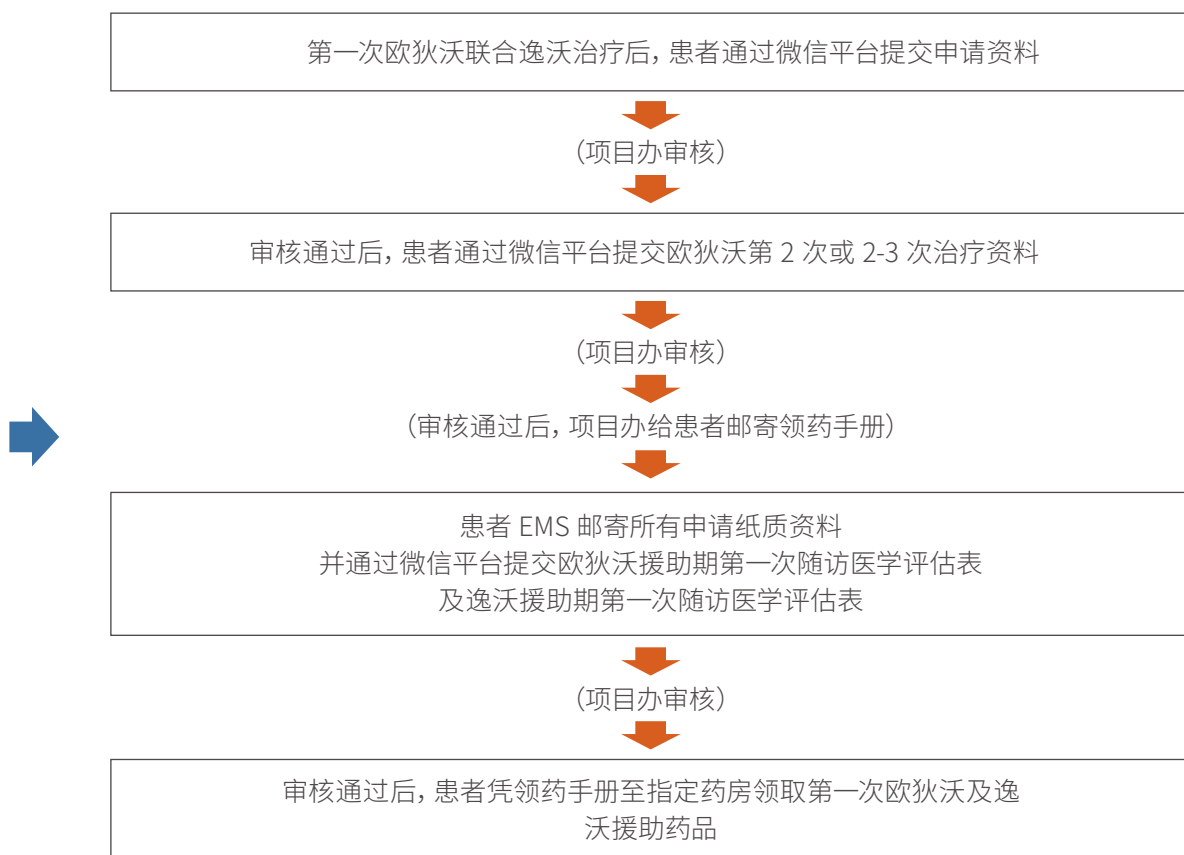 第一次欧狄沃联合逸沃治疗后，患者通过微信平台提交申请资料
（项目办审核）
审核通过后，患者通过微信平台提交欧狄沃第 2 次或 2-3 次治疗资料
（项目办审核）
（审核通过后，项目办给患者邮寄领药手册）
患者 EMS 邮寄所有申请纸质资料
并通过微信平台提交欧狄沃援助期第一次随访医学评估表
及逸沃援助期第一次随访医学评估表
（项目办审核）
审核通过后，患者凭领药手册至指定药房领取第一次欧狄沃及逸
沃援助药品